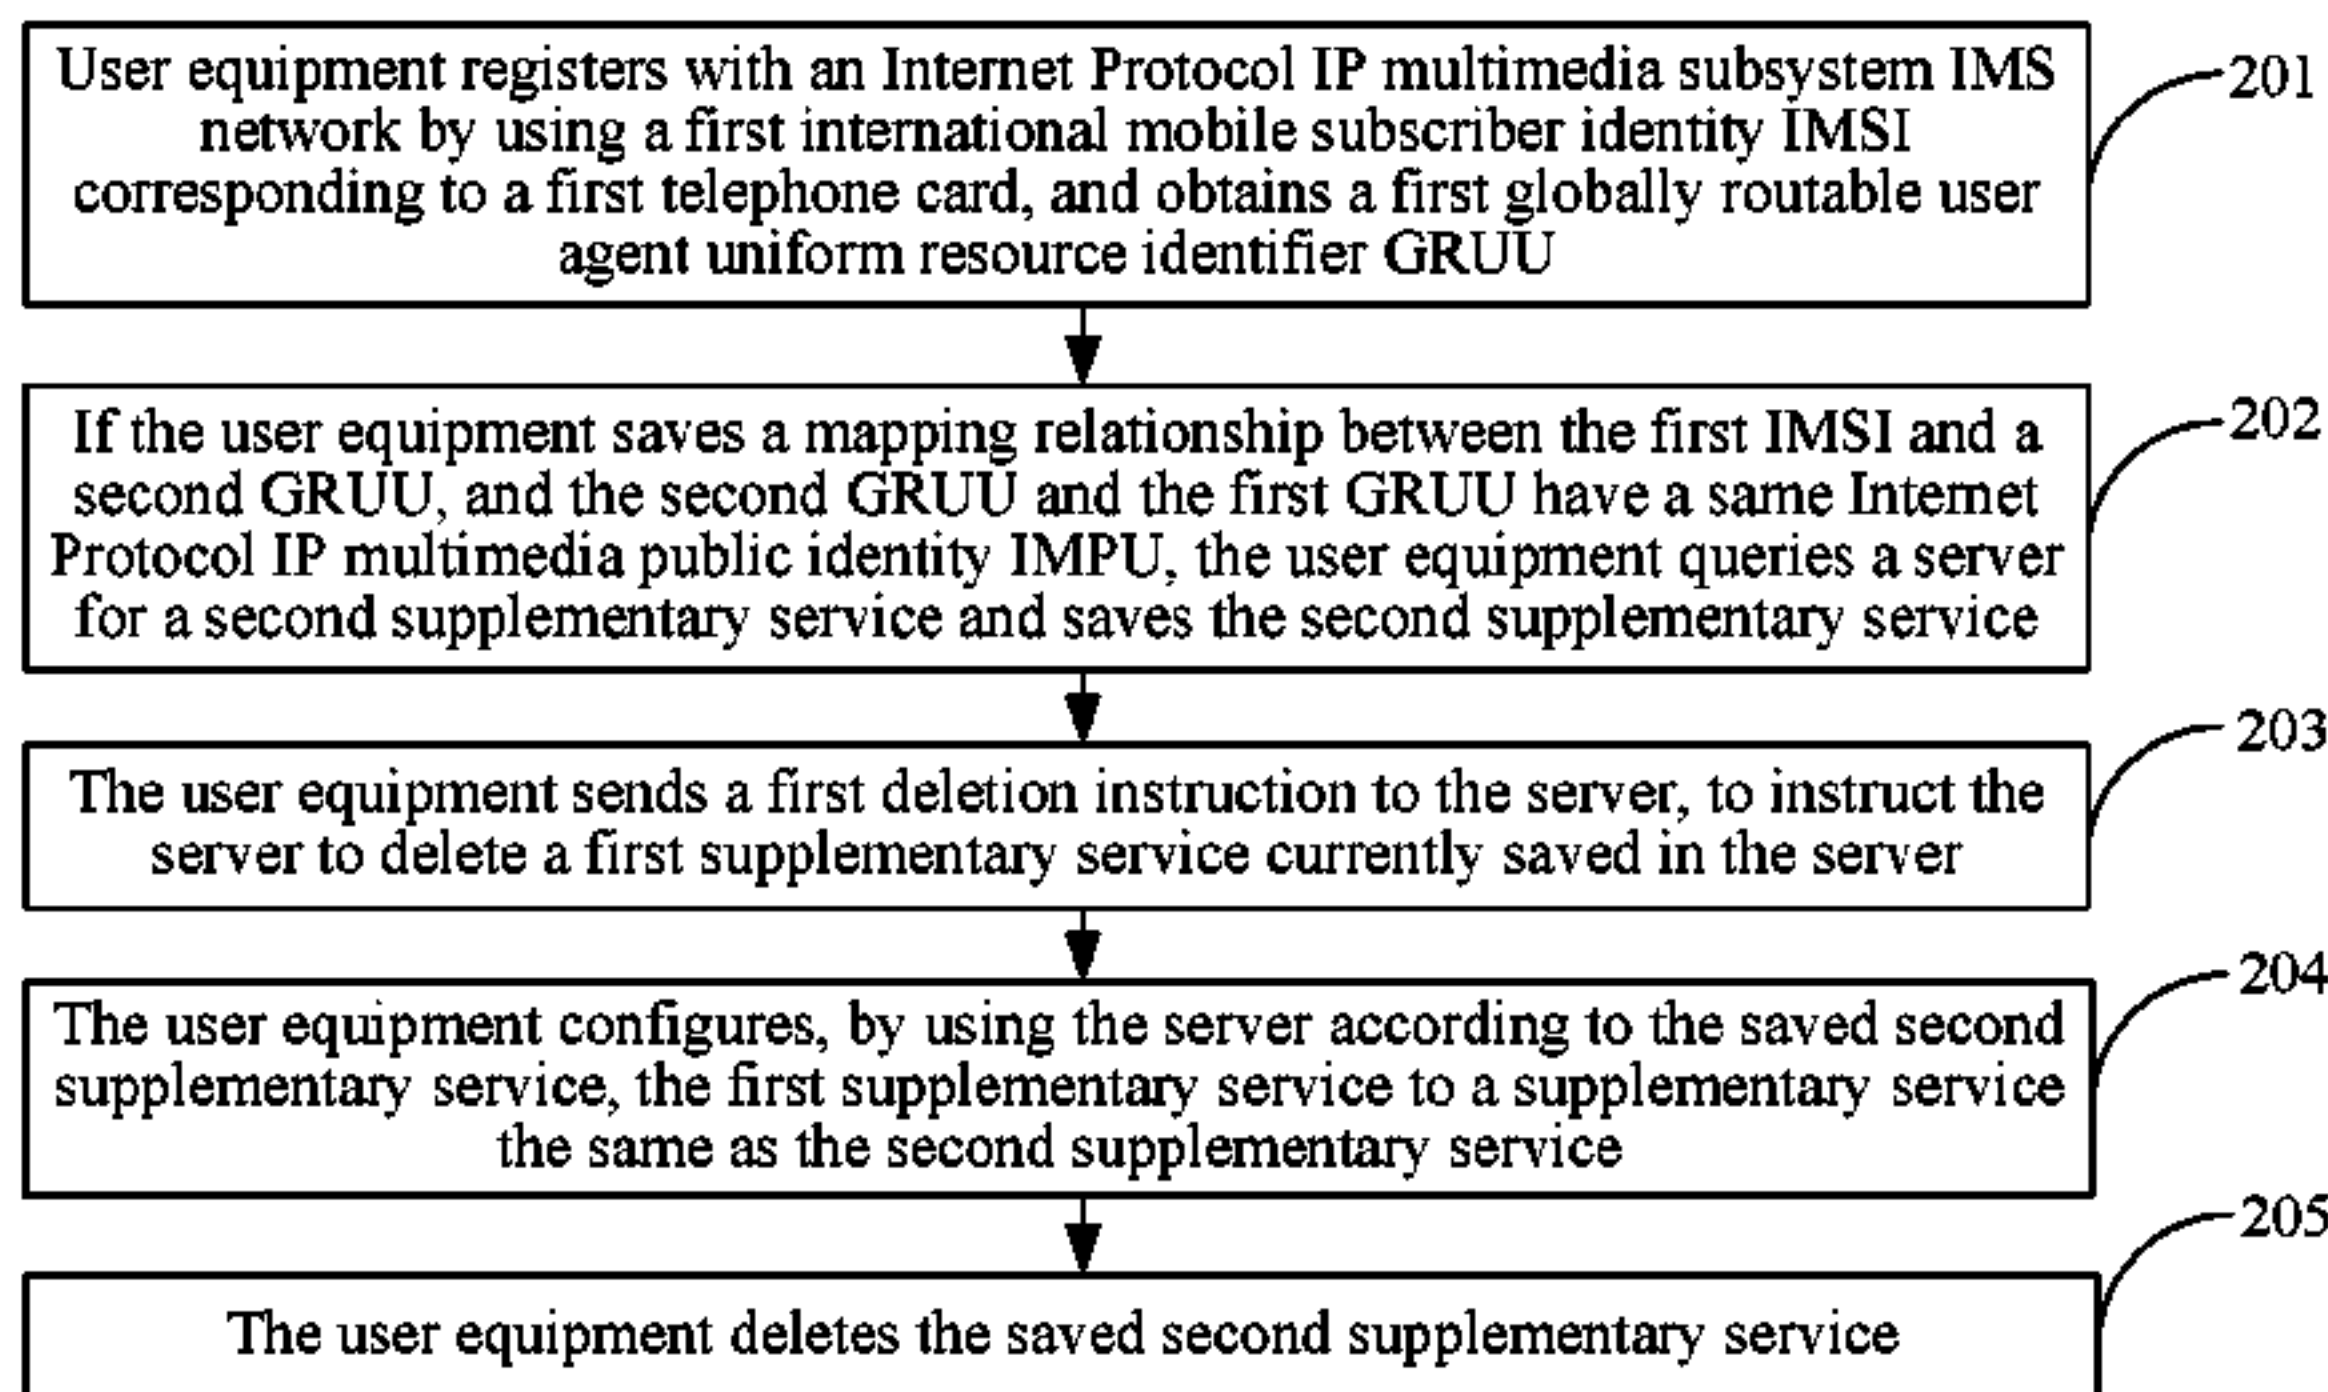 User equipment registers with an Internet Protocol IP multimedia subsystem IMS
network by using a first international mobile subscriber identity IMSI
corresponding to a first telephone card, and obtains a first globally routable user
agent uniform resource identifier GRUU
201
If the user equipment saves a mapping relationship between the first IMSI and a
second GRUU, and the second GRUU and the first GRUU have a same Internet
Protocol IP multimedia public identity IMPU, the user equipment queries a server
for a second supplementary service and saves the second supplementary service
202
The user equipment sends a first deletion instruction to the server, to instruct the
server to delete a first supplementary service currently saved in the server
203
The user equipment configures, by using the server according to the saved second
supplementary service, the first supplementary service to a supplementary service
the same as the second supplementary service
204
The user equipment deletes the saved second supplementary service
205